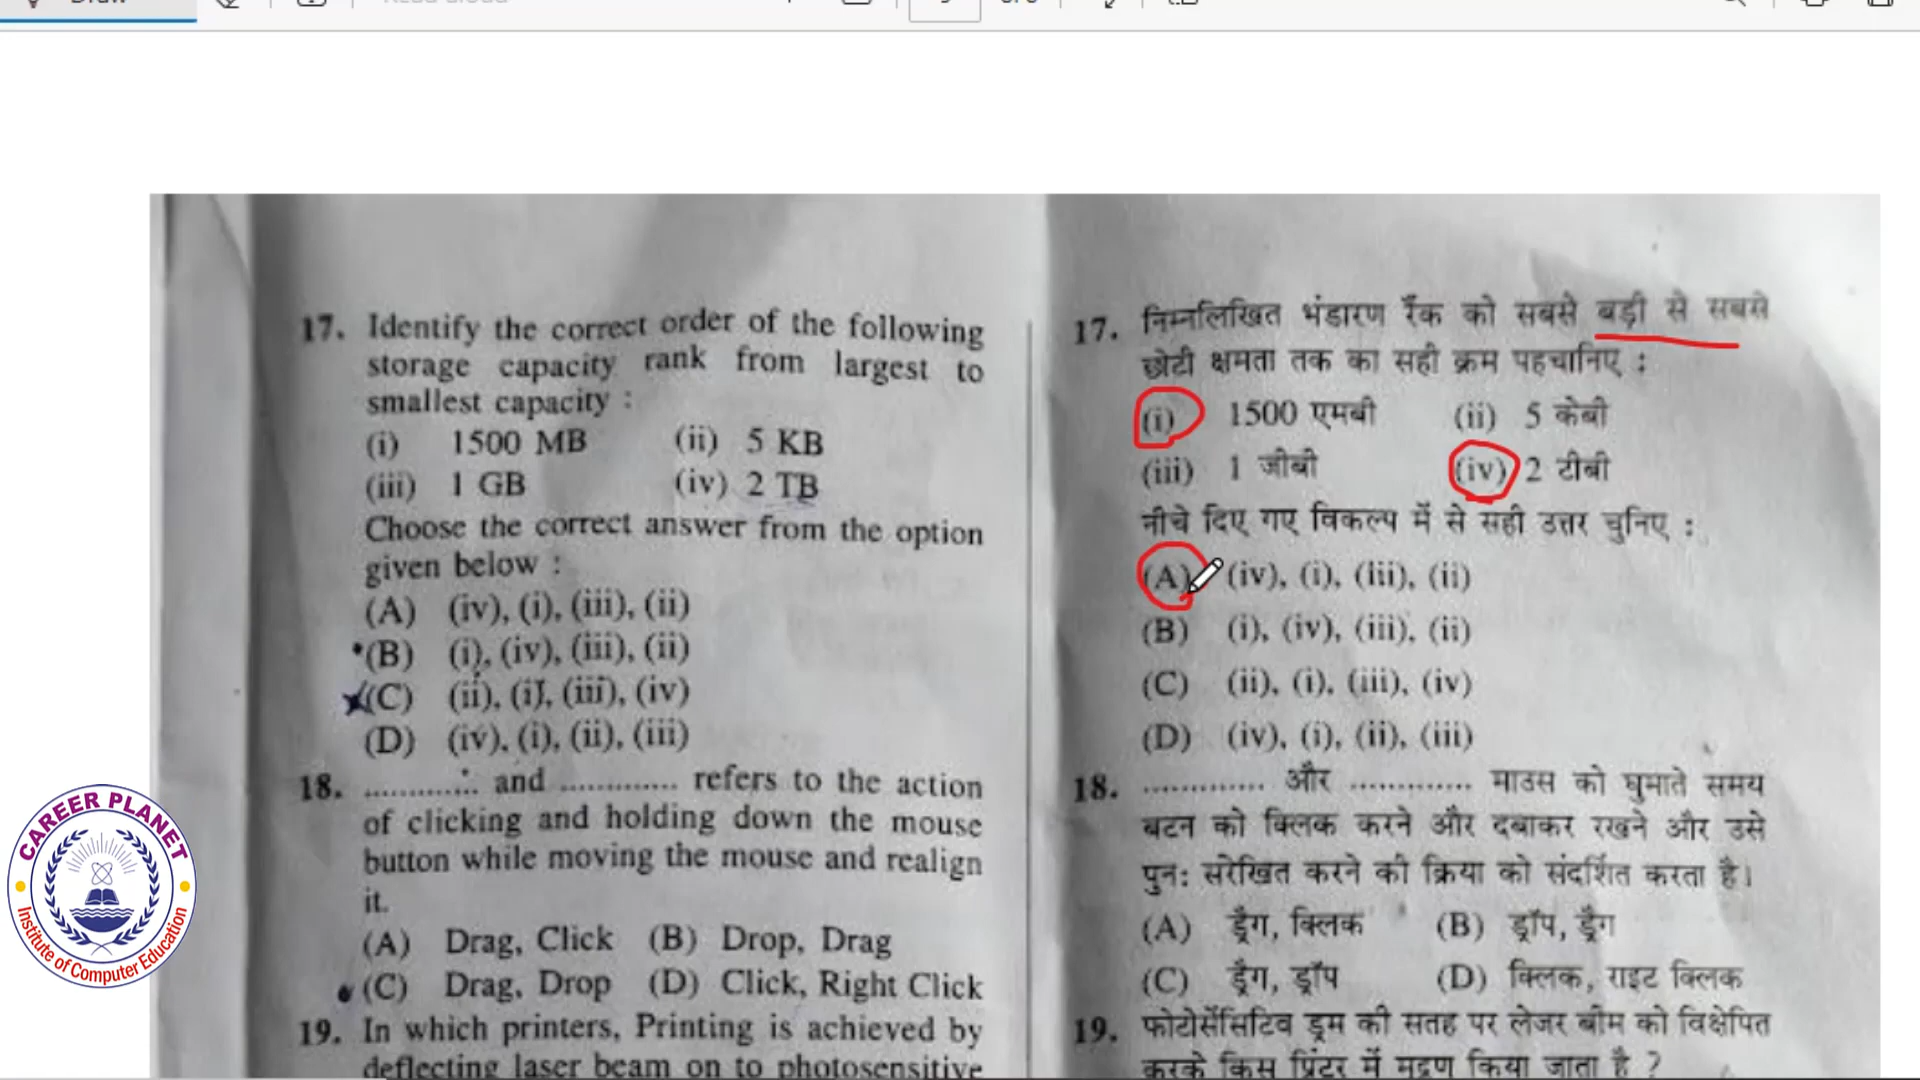 17. Identify the correct order of the following
storage capacity rank from largest to
smallest capacity :
(i) 1500 MB (ii) 5 KB
(iii) 1 GB (iv) 2 TB
Choose the correct answer from the option
given below :
(A) (iv), (i), (iii), (ii)
(B) (i), (iv), (iii), (ii)
(C) (ii), (i), (iii), (iv)
(D) (iv), (i), (ii), (iii)
18. ............ and ............. refers to the action
of clicking and holding down the mouse
button while moving the mouse and realign
it.
(A) Drag, Click (B) Drop, Drag
(C) Drag, Drop (D) Click, Right Click
19. In which printers, Printing is achieved by
deflecting laser beam on to photosensitive
17. निम्नलिखित भंडारण रैंक को सबसे बड़ी से सबसे
छोटी क्षमता तक का सही क्रम पहचानिए :
(i) 1500 एमबी (ii) 5 केबी
(iii) 1 जीबी (iv) 2 टीबी
नीचे दिए गए विकल्प में से सही उत्तर चुनिए :
(A) (iv), (i), (iii), (ii)
(B) (i), (iv), (iii), (ii)
(C) (ii), (i), (iii), (iv)
(D) (iv), (i), (ii), (iii)
18. ............. और ............. माउस को घुमाते समय
बटन को क्लिक करने और दबाकर रखने और उसे
पुनः सरेखित करने की क्रिया को संदर्शित करता है।
(A) ड्रैग, क्लिक (B) ड्रॉप, ड्रैग
(C) ड्रैग, ड्रॉप (D) क्लिक, राइट क्लिक
19. फोटोसेंसिटिव ड्रम की सतह पर लेजर बीम को विक्षेपित
करके किस प्रिंटर में मुद्रण किया जाता है ?
CAREER PLANET
Institute of Computer Education